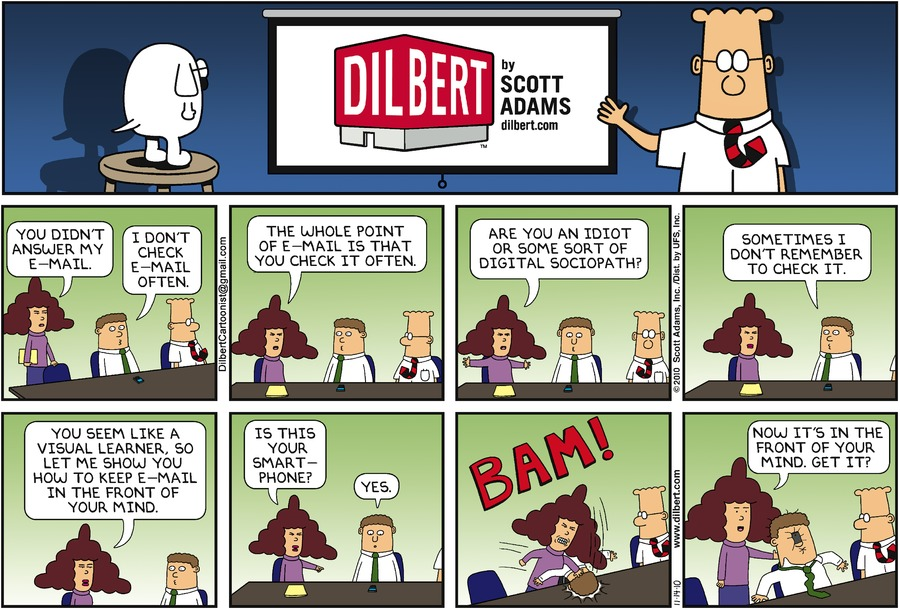 DILBERT
™
by
SCOTT
ADAMS
dilbert.com
YOU DIDN'T
ANSWER MY
E-MAIL.
I DON'T
CHECK
E-MAIL
OFTEN.
DilbertCartoonist@gmail.com
THE WHOLE POINT
OF E-MAIL IS THAT
YOU CHECK IT OFTEN.
ARE YOU AN IDIOT
OR SOME SORT OF
DIGITAL SOCIOPATH?
©2010 Scott Adams, Inc./Dist. by UFS, Inc.
SOMETIMES I
DON'T REMEMBER
TO CHECK IT.
YOU SEEM LIKE A
VISUAL LEARNER, SO
LET ME SHOW YOU
HOW TO KEEP E-MAIL
IN THE FRONT OF
YOUR MIND.
IS THIS
YOUR
SMART-
PHONE?
YES.
BAM!
11-14-10 www.dilbert.com
NOW IT'S IN THE
FRONT OF YOUR
MIND. GET IT?